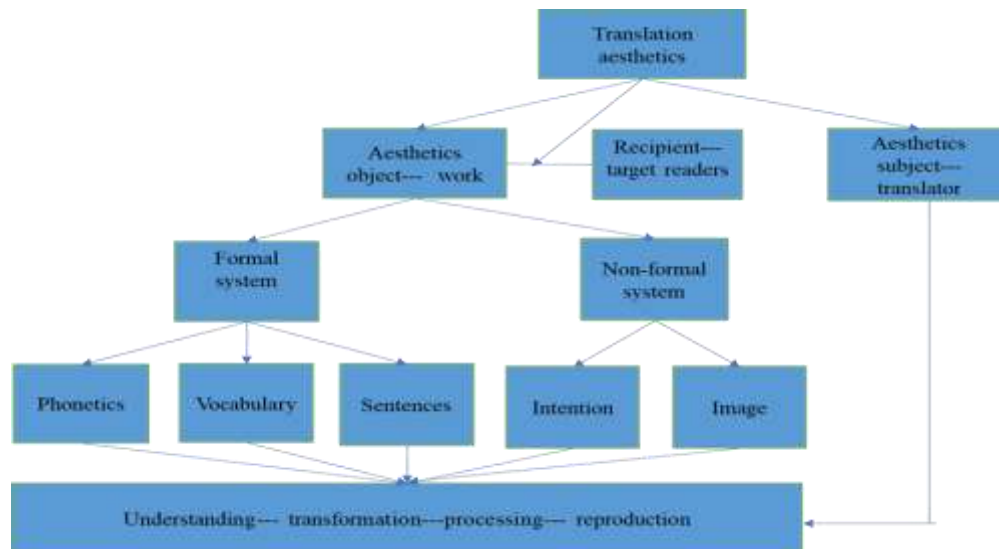 Translation
aesthetics
Aesthetics
object--- work
Recipient---
target readers
Aesthetics
subject---
translator
Formal
system
Non-formal
system
Phonetics
Vocabulary
Sentences
Intention
Image
Understanding--- transformation---processing--- reproduction